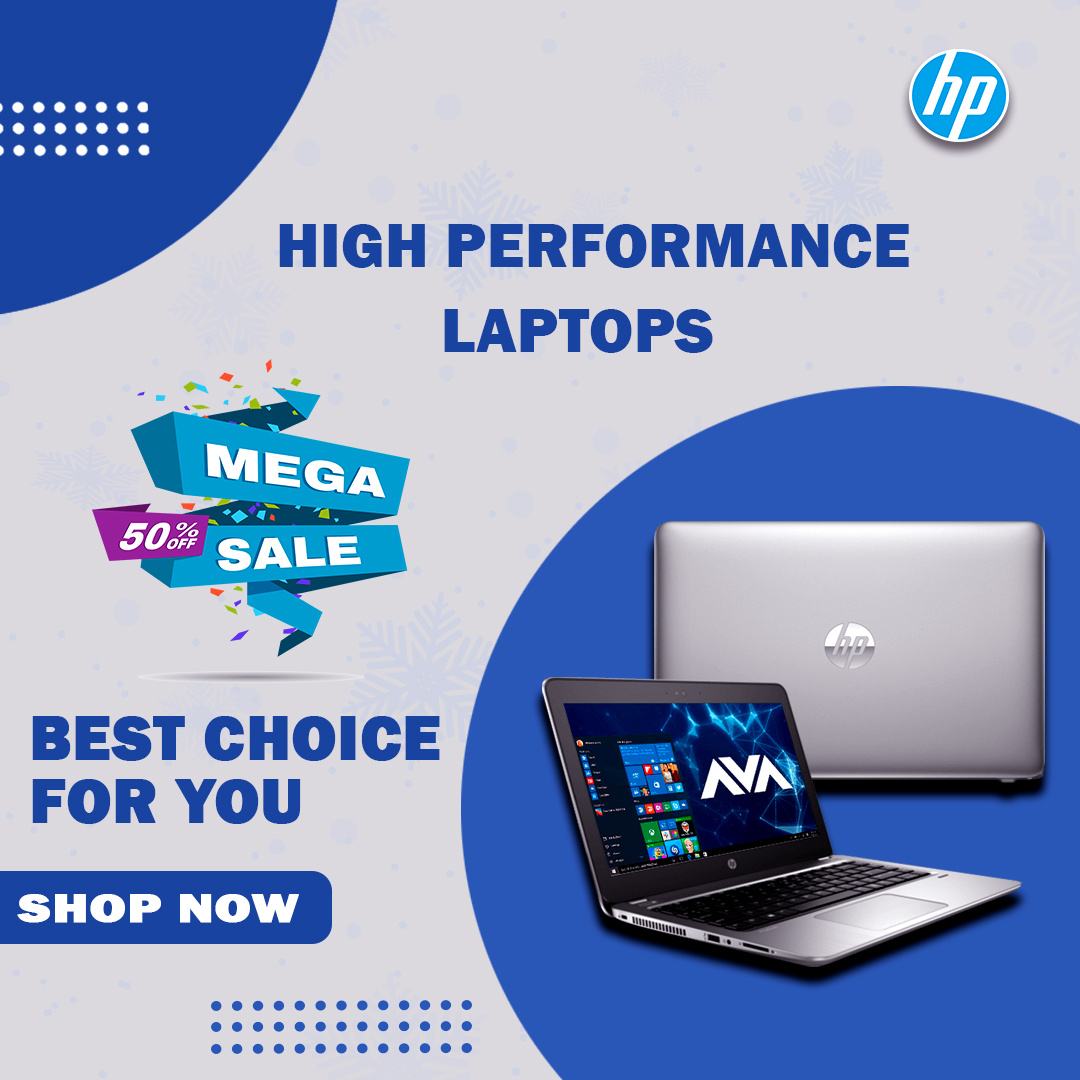 hp
HIGH PERFORMANCE
LAPTOPS
MEGA
50% OFF
SALE
hp
AVA
hp
BEST CHOICE
FOR YOU
SHOP NOW